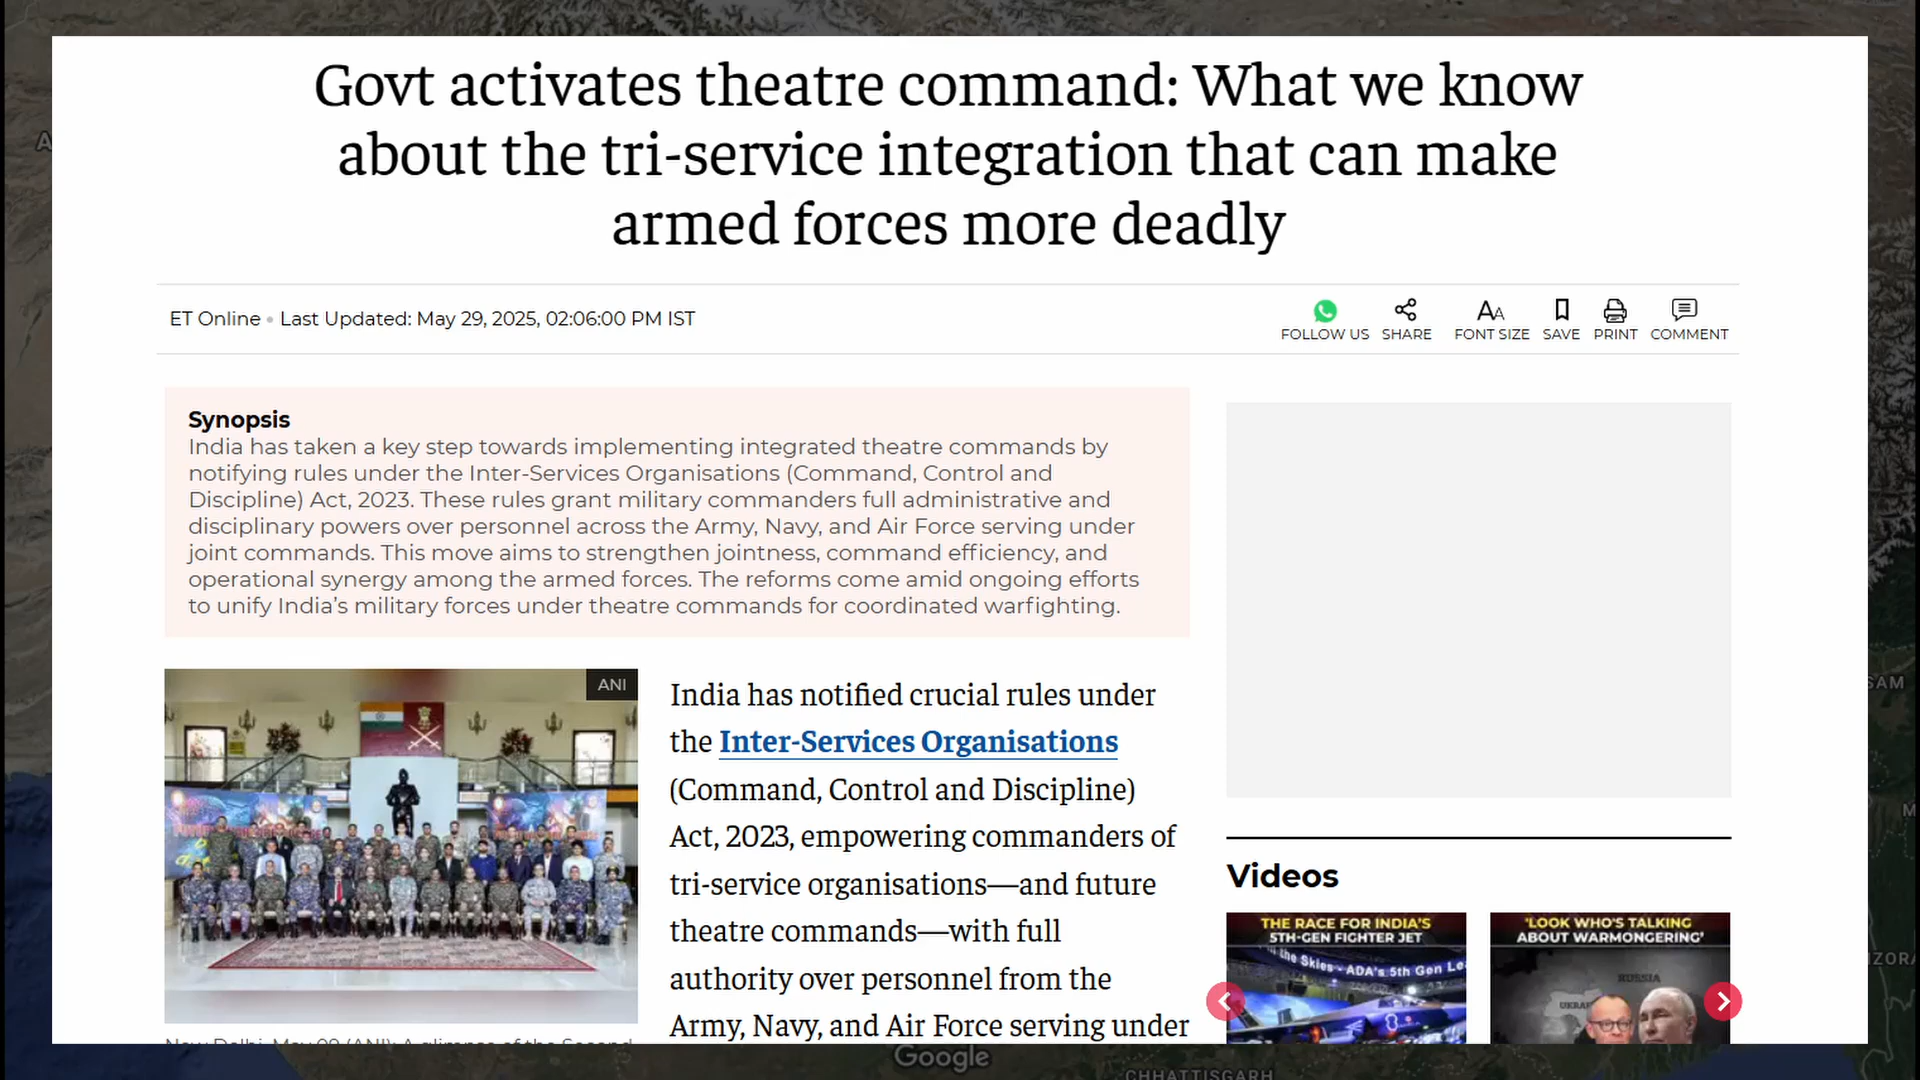 Govt activates theatre command: What we know
about the tri-service integration that can make
armed forces more deadly
ET Online • Last Updated: May 29, 2025, 02:06:00 PM IST
FOLLOW US
SHARE
FONT SIZE
SAVE
PRINT
COMMENT
Synopsis
India has taken a key step towards implementing integrated theatre commands by
notifying rules under the Inter-Services Organisations (Command, Control and
Discipline) Act, 2023. These rules grant military commanders full administrative and
disciplinary powers over personnel across the Army, Navy, and Air Force serving under
joint commands. This move aims to strengthen jointness, command efficiency, and
operational synergy among the armed forces. The reforms come amid ongoing efforts
to unify India's military forces under theatre commands for coordinated warfighting.
ANI
India has notified crucial rules under
the Inter-Services Organisations
(Command, Control and Discipline)
Act, 2023, empowering commanders of
tri-service organisations—and future
theatre commands—with full
authority over personnel from the
Army, Navy, and Air Force serving under
Videos
THE RACE FOR INDIA'S
5TH-GEN FIGHTER JET
the Skies - ADA's 5th Gen
'LOOK WHO'S TALKING
ABOUT WARMONGERING'
RUSSIA
Google
CHHATTISGARH